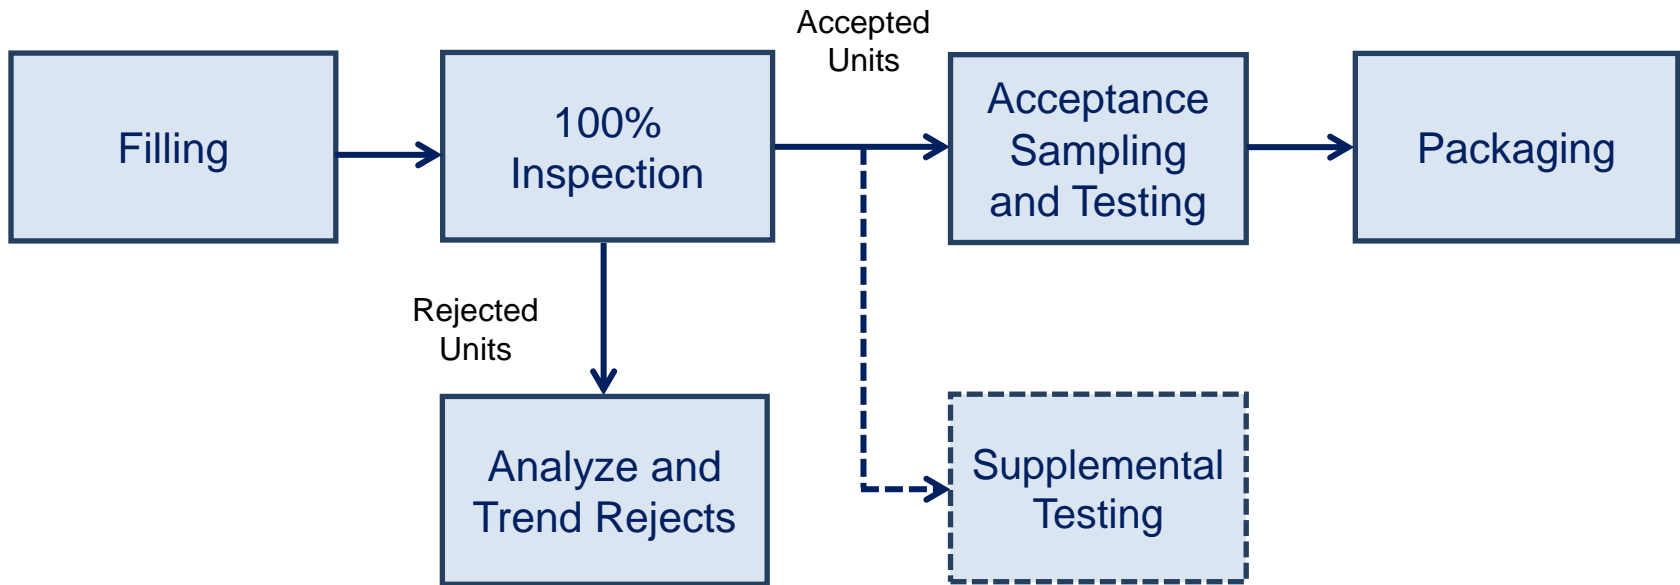 Filling
100%
Inspection
Accepted
Units
Acceptance
Sampling
and Testing
Packaging
Rejected
Units
Analyze and
Trend Rejects
Supplemental
Testing